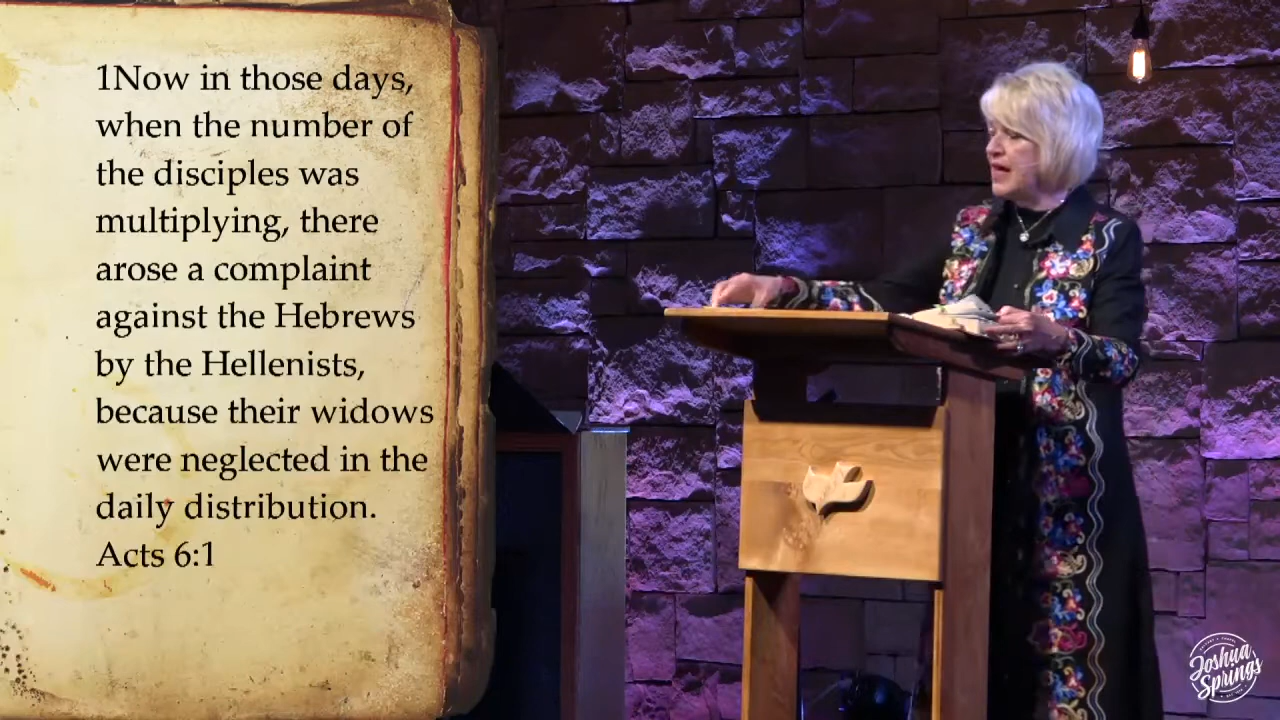 1Now in those days,
when the number of
the disciples was
multiplying, there
arose a complaint
against the Hebrews
by the Hellenists,
because their widows
were neglected in the
daily distribution.
Acts 6:1
Joshua
Springs